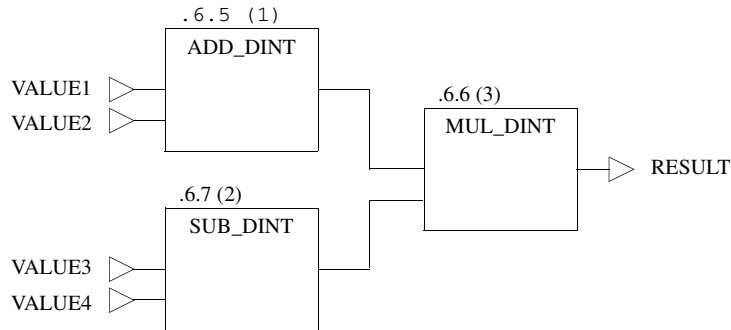 .6.5 (1)
ADD_DINT
VALUE1
VALUE2
.6.6 (3)
MUL_DINT
RESULT
.6.7 (2)
SUB_DINT
VALUE3
VALUE4